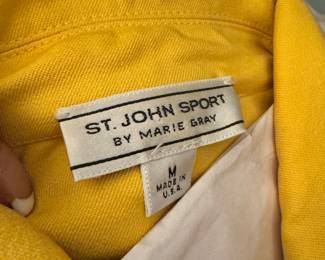 ST. JOHN SPORT
BY MARIE GRAY
M
MADE IN
U.S.A.